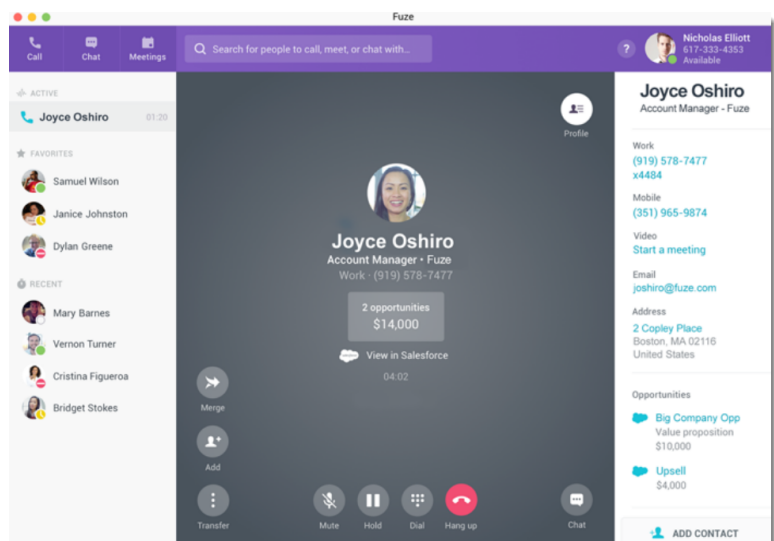 Fuze
Call
Chat
Meetings
Search for people to call, meet, or chat with...
?
Nicholas Elliott
617-333-4353
Available
ACTIVE
Joyce Oshiro 01:20
FAVORITES
Samuel Wilson
Janice Johnston
Dylan Greene
RECENT
Mary Barnes
Vernon Turner
Cristina Figueroa
Bridget Stokes
Profile
Joyce Oshiro
Account Manager • Fuze
Work · (919) 578-7477
2 opportunities
$14,000
View in Salesforce
04:02
Merge
Add
Transfer
Mute
Hold
Dial
Hang up
Chat
Joyce Oshiro
Account Manager - Fuze
Work
(919) 578-7477
x4484
Mobile
(351) 965-9874
Video
Start a meeting
Email
joshiro@fuze.com
Address
2 Copley Place
Boston, MA 02116
United States
Opportunities
Big Company Opp
Value proposition
$10,000
Upsell
$4,000
ADD CONTACT